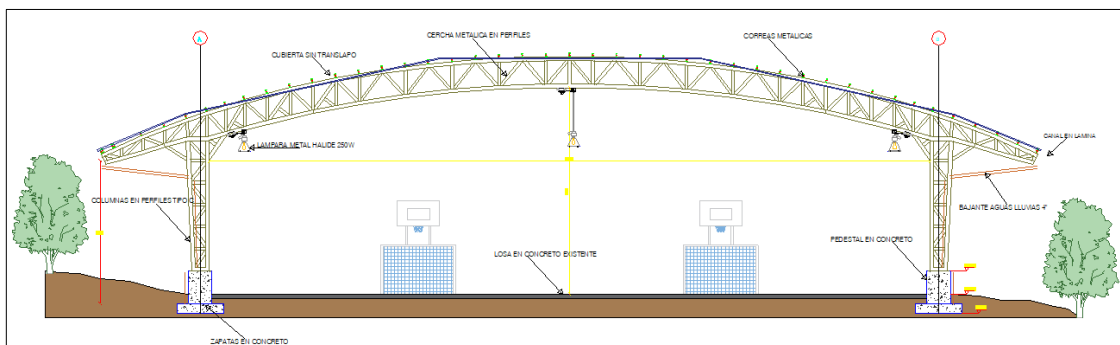 CERCHA METALICA EN PERFILES
CORREAS METALICAS
CUBIERTA SIN TRANSLAPO
LAMPARA METAL HALIDE 250W
CANAL EN LAMINA
COLUMNAS EN PERFILES TIPO C
BAJANTE AGUAS LLUVIAS 4"
LOSA EN CONCRETO EXISTENTE
PEDESTAL EN CONCRETO
ZAPATAS EN CONCRETO